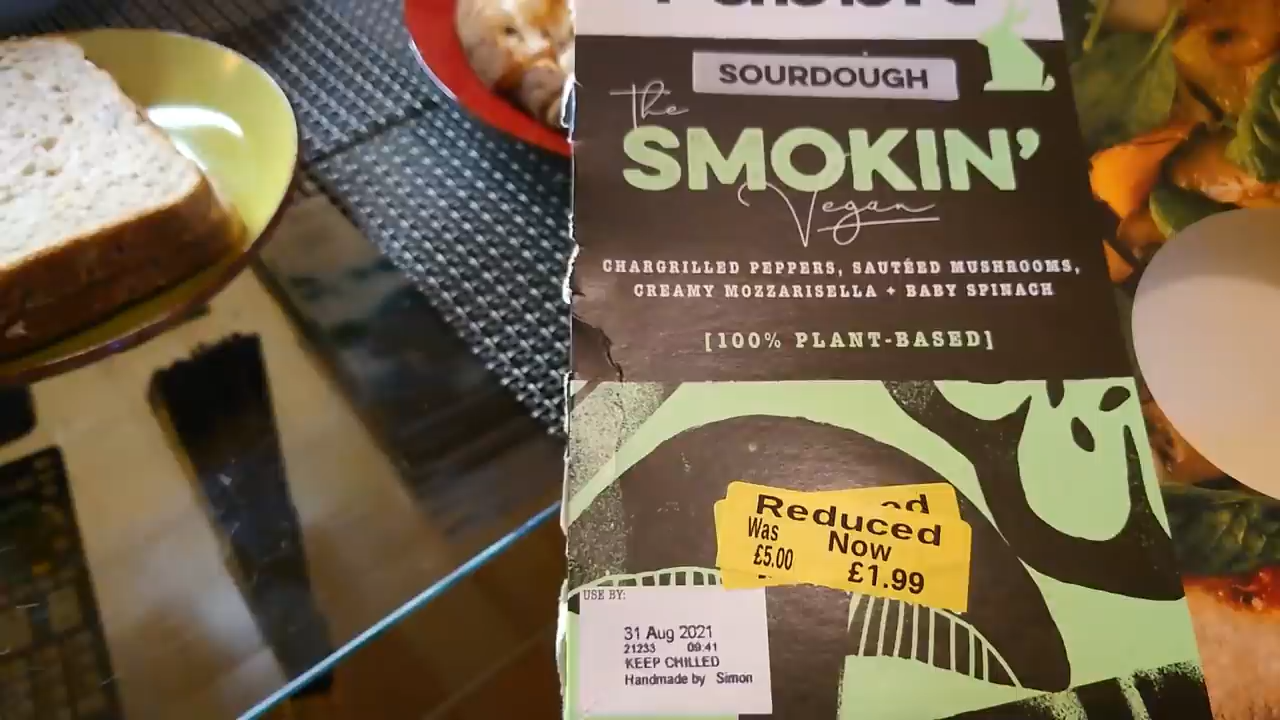 SOURDOUGH
The
SMOKIN'
Vegan
CHARGRILLED PEPPERS, SAUTÉED MUSHROOMS,
CREAMY MOZZARISELLA + BABY SPINACH
[100% PLANT-BASED]
ed
Reduced
Was Now
£5.00 £1.99
USE BY:
31 Aug 2021
21233 09:41
KEEP CHILLED
Handmade by Simon